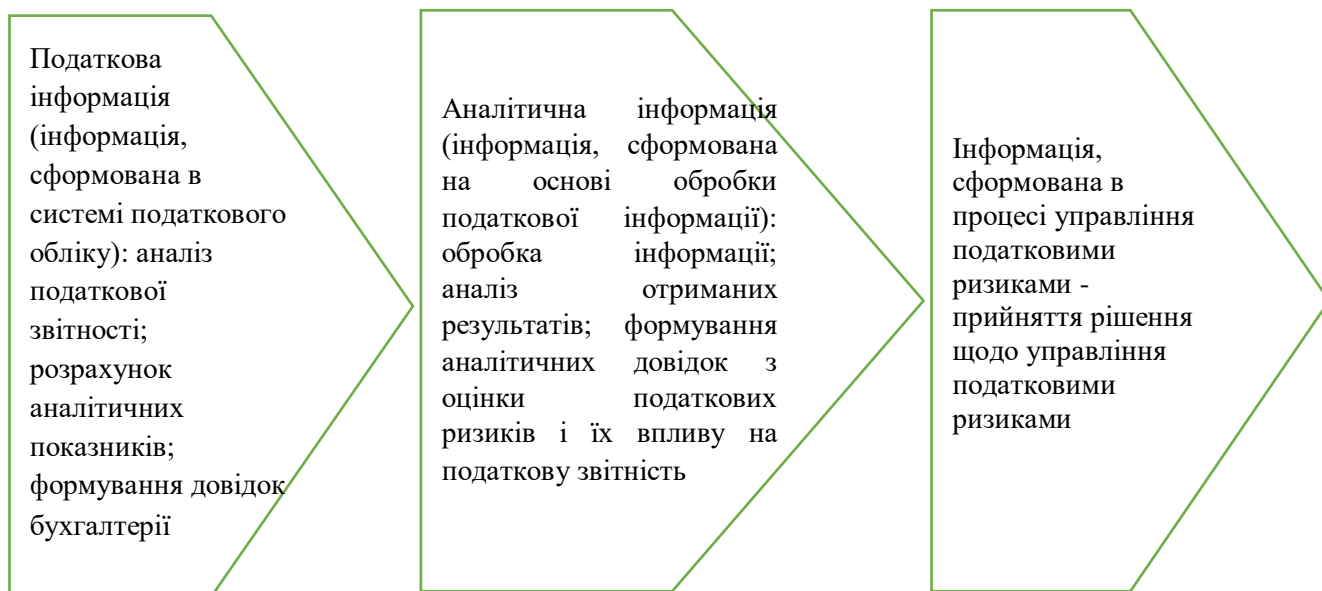 Податкова
інформація
(інформація,
сформована в
системі податкового
обліку): аналіз
податкової
звітності;
розрахунок
аналітичних
показників;
формування довідок
бухгалтерії
Аналітична інформація
(інформація, сформована
на основі обробки
податкової інформації):
обробка інформації;
аналіз отриманих
результатів; формування
аналітичних довідок з
оцінки податкових
ризиків і їх впливу на
податкову звітність
Інформація,
сформована в
процесі управління
податковими
ризиками -
прийняття рішення
щодо управління
податковими
ризиками